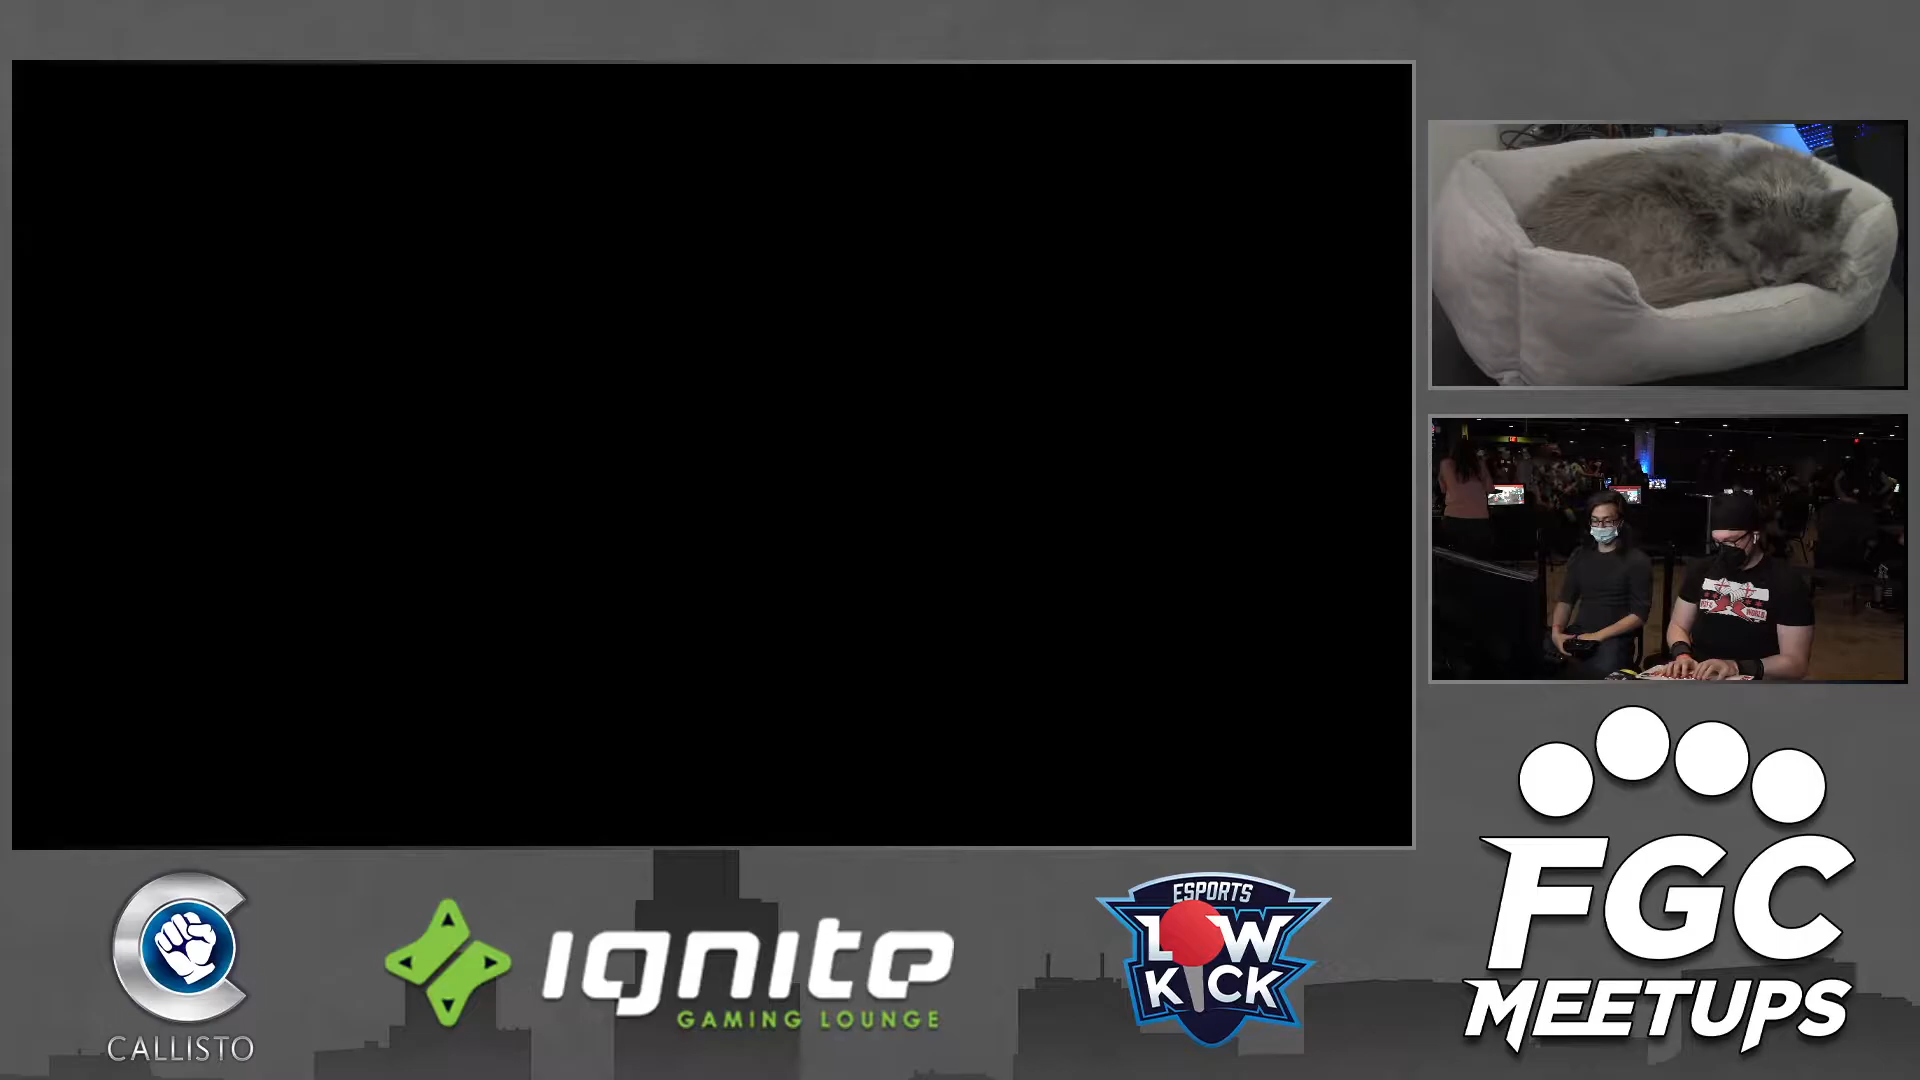 CALLISTO
ignite
GAMING LOUNGE
ESPORTS
LOW
KICK
FGC
MEETUPS